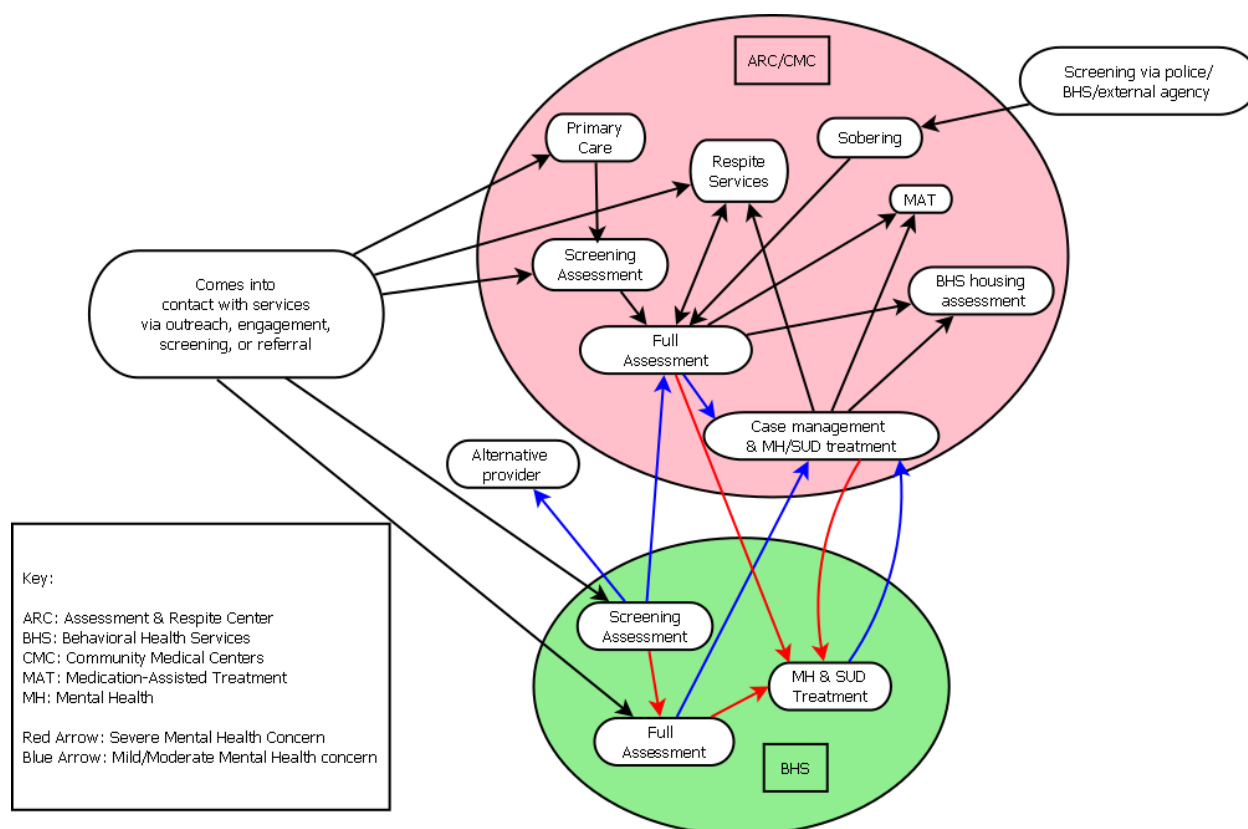 ARC/CMC
Screening via police/
BHS/external agency
Primary
Care
Sobering
Respite
Services
MAT
Screening
Assessment
BHS housing
assessment
Comes into
contact with services
via outreach, engagement,
screening, or referral
Full
Assessment
Case management
& MH/SUD treatment
Alternative
provider
Key:
ARC: Assessment & Respite Center
BHS: Behavioral Health Services
CMC: Community Medical Centers
MAT: Medication-Assisted Treatment
MH: Mental Health
Red Arrow: Severe Mental Health Concern
Blue Arrow: Mild/Moderate Mental Health concern
Screening
Assessment
MH & SUD
Treatment
Full
Assessment
BHS